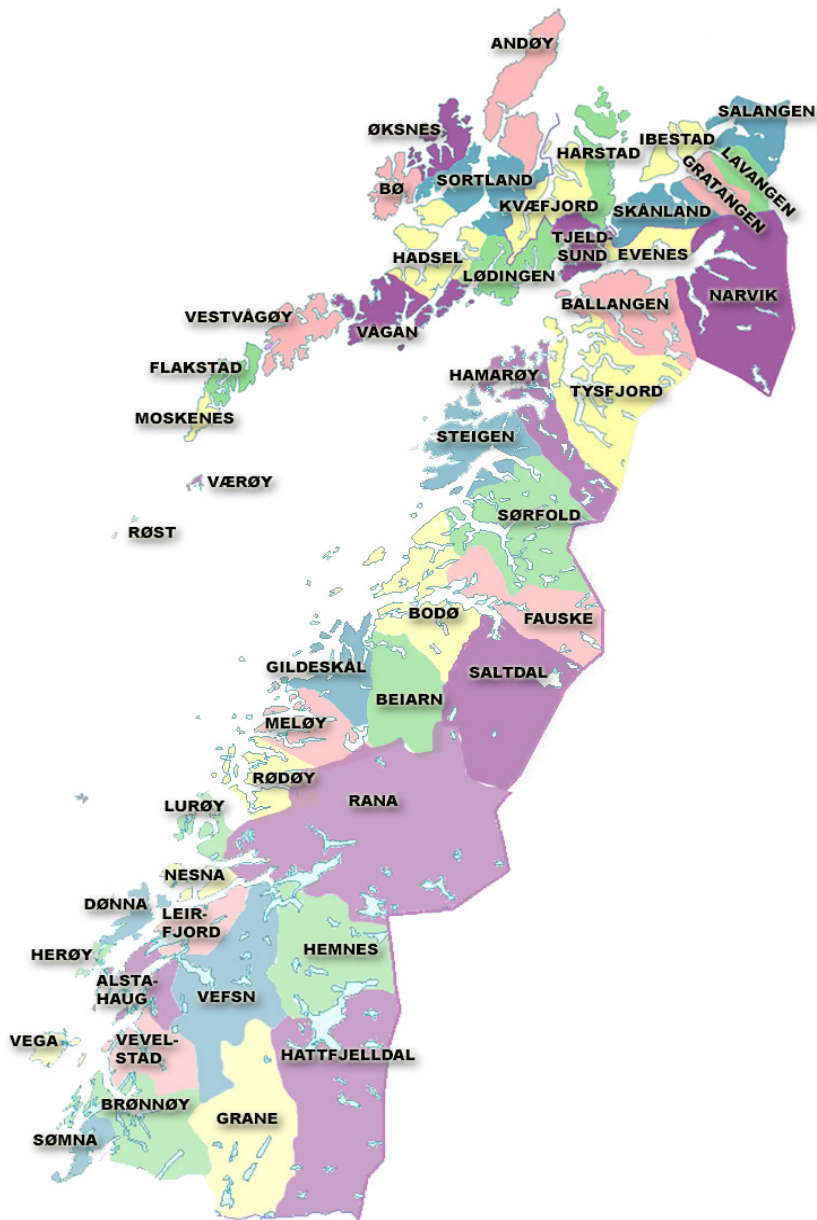 ANDØY
SALANGEN
ØKSNES
IBESTAD
HARSTAD
LAVANGEN
GRATANGEN
BØ
SORTLAND
KVÆFJORD
SKÅNLAND
TJELD-
SUND
EVENES
HADSEL
LØDINGEN
NARVIK
BALLANGEN
VESTVÅGØY
VÅGAN
FLAKSTAD
HAMARØY
TYSFJORD
MOSKENES
STEIGEN
VÆRØY
SØRFOLD
RØST
BODØ
FAUSKE
GILDESKÅL
SALTDAL
BEIARN
MELØY
RØDØY
RANA
LURØY
NESNA
DØNNA
LEIR-
FJORD
HERØY
HEMNES
ALSTA-
HAUG
VEFSN
VEGA
VEVEL-
STAD
HATTFJELLDAL
BRØNNØY
GRANE
SØMNA